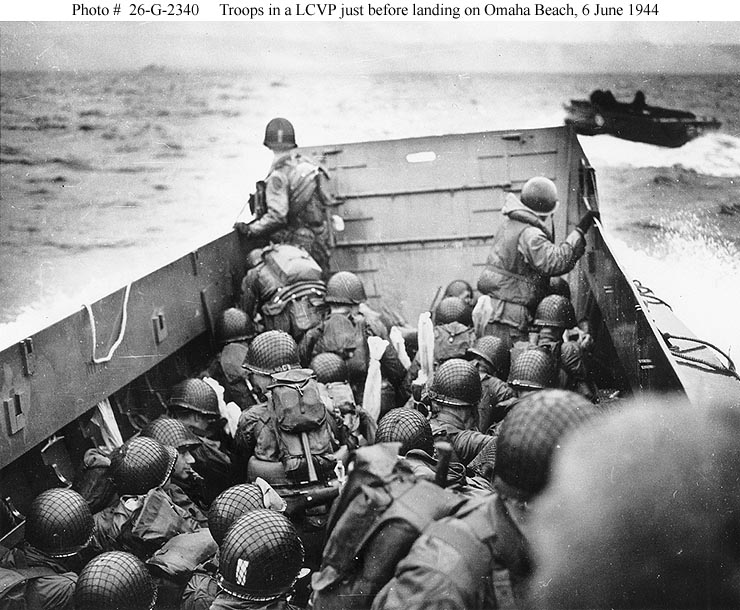 Photo # 26-G-2340 Troops in a LCVP just before landing on Omaha Beach, 6 June 1944